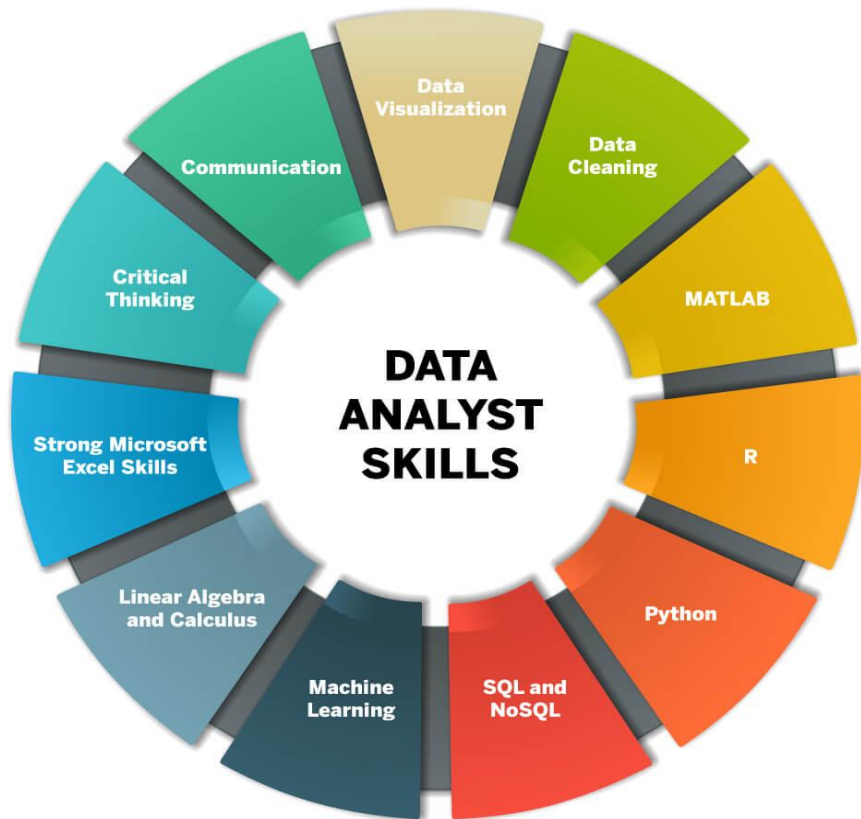 DATA
ANALYST
SKILLS
Data
Visualization
Data
Cleaning
MATLAB
R
Python
SQL and
NoSQL
Machine
Learning
Linear Algebra
and Calculus
Strong Microsoft
Excel Skills
Critical
Thinking
Communication